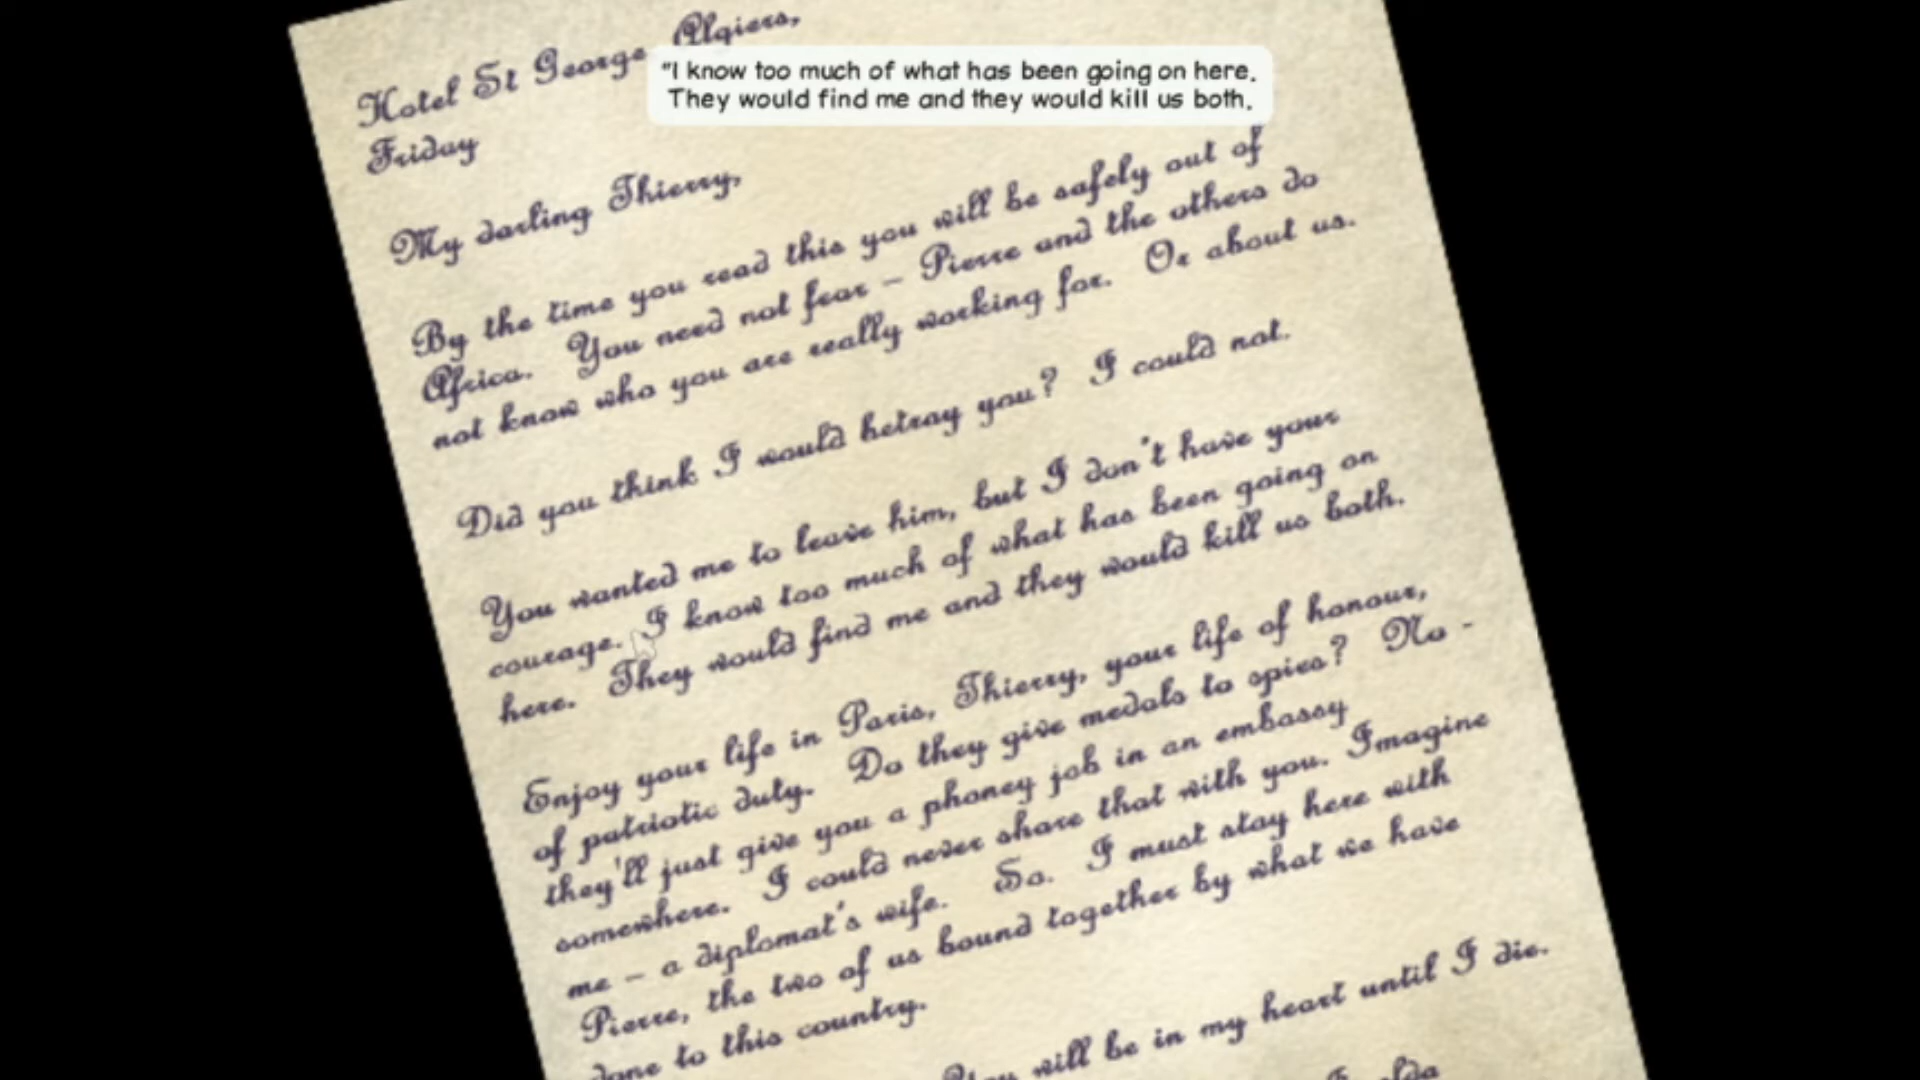 Hotel St George, Algiers,
"I know too much of what has been going on here.
They would find me and they would kill us both.
Friday
My darling Thierry,
By the time you read this you will be safely out of
Africa. You need not fear – Pierre and the others do
not know who you are really working for. Or about us.
Did you think I would betray you? I could not.
You wanted me to leave him, but I don't have your
courage. I know too much of what has been going on
here. They would find me and they would kill us both.
Enjoy your life in Paris, Thierry, your life of honour,
of patriotic duty. Do they give medals to spies? No -
they'll just give you a phoney job in an embassy
somewhere. I could never share that with you. Imagine
me – a diplomat's wife. So. I must stay here with
Pierre, the two of us bound together by what we have
done to this country.
You will be in my heart until I die.